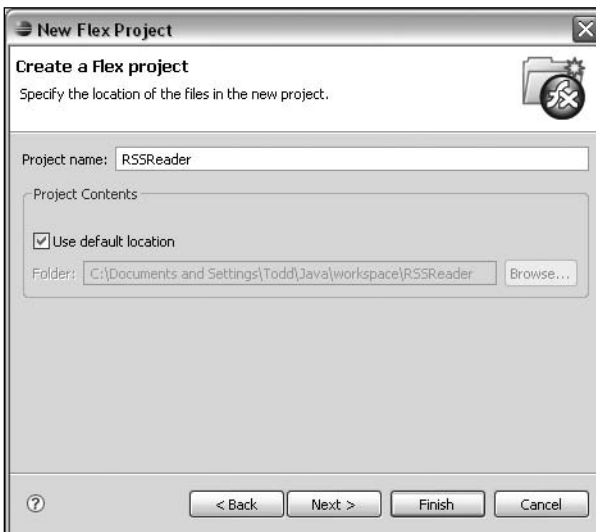 New Flex Project
Create a Flex project
Specify the location of the files in the new project.
Project name: RSSReader
Project Contents
Use default location
Folder: C:\Documents and Settings\Todd\Java\workspace\RSSReader Browse...
? < Back Next > Finish Cancel